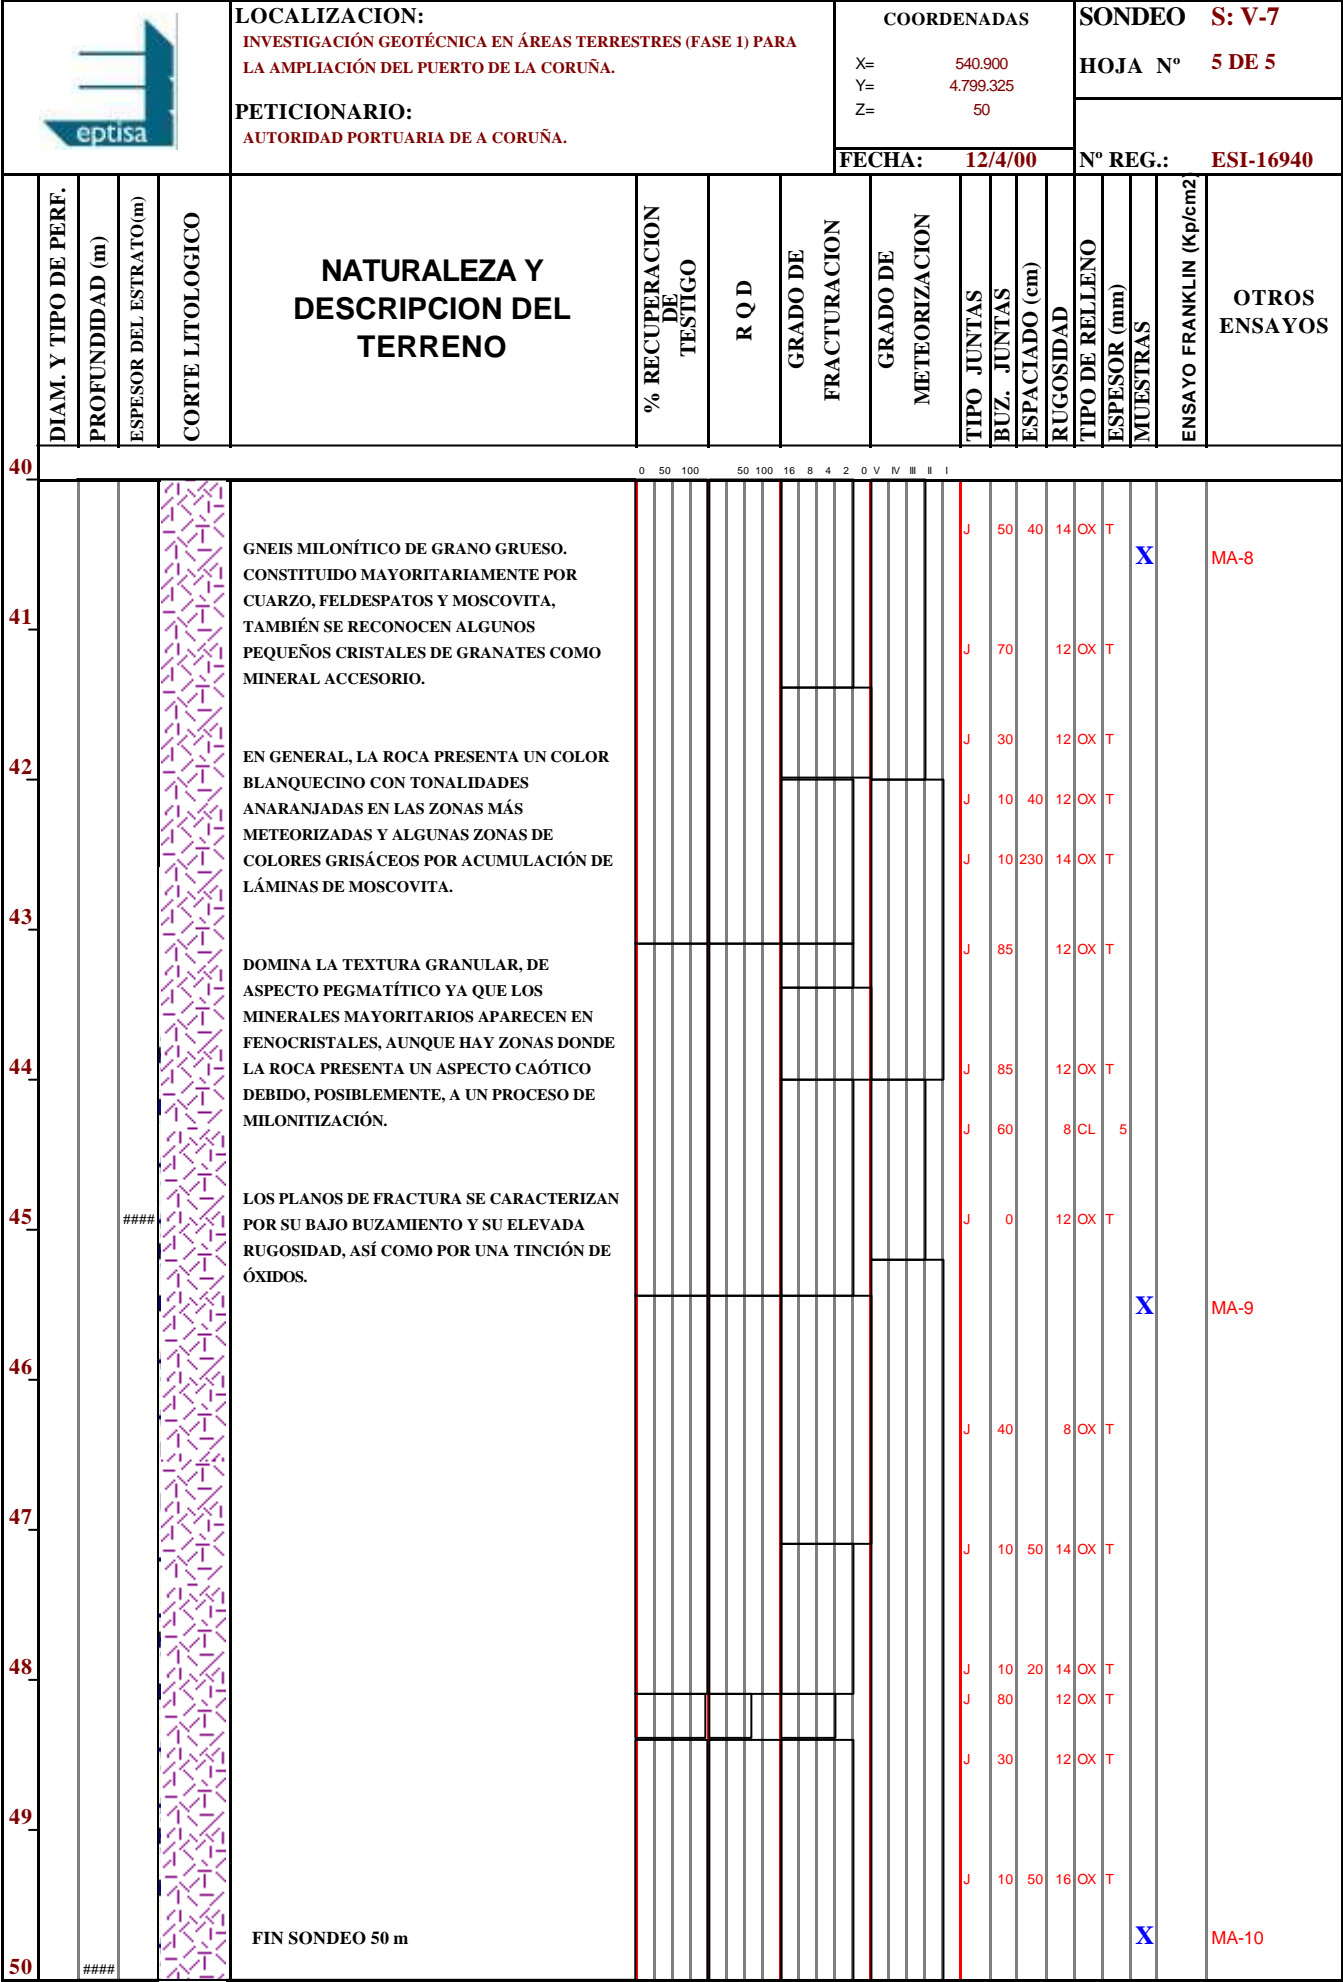 eptisa
LOCALIZACION:
INVESTIGACIÓN GEOTÉCNICA EN ÁREAS TERRESTRES (FASE 1) PARA
LA AMPLIACIÓN DEL PUERTO DE LA CORUÑA.
PETICIONARIO:
AUTORIDAD PORTUARIA DE A CORUÑA.
COORDENADAS
X= 540.900
Y= 4.799.325
Z= 50
FECHA: 12/4/00
SONDEO S: V-7
HOJA Nº 5 DE 5
Nº REG.: ESI-16940
DIAM. Y TIPO DE PERF.
PROFUNDIDAD (m)
ESPESOR DEL ESTRATO(m)
CORTE LITOLOGICO
NATURALEZA Y
DESCRIPCION DEL
TERRENO
% RECUPERACION
DE
TESTIGO
R Q D
GRADO DE
FRACTURACION
GRADO DE
METEORIZACION
TIPO JUNTAS
BUZ. JUNTAS
ESPACIADO (cm)
RUGOSIDAD
TIPO DE RELLENO
ESPESOR (mm)
MUESTRAS
ENSAYO FRANKLIN (Kp/cm2)
OTROS
ENSAYOS
40
0 50 100 50 100 16 8 4 2 0 V IV III II I
J 50 40 14 OX T
GNEIS MILONÍTICO DE GRANO GRUESO.
X MA-8
CONSTITUIDO MAYORITARIAMENTE POR
CUARZO, FELDESPATOS Y MOSCOVITA,
41
TAMBIÉN SE RECONOCEN ALGUNOS
PEQUEÑOS CRISTALES DE GRANATES COMO
J 70 12 OX T
MINERAL ACCESORIO.
J 30 12 OX T
EN GENERAL, LA ROCA PRESENTA UN COLOR
42
BLANQUECINO CON TONALIDADES
J 10 40 12 OX T
ANARANJADAS EN LAS ZONAS MÁS
METEORIZADAS Y ALGUNAS ZONAS DE
COLORES GRISÁCEOS POR ACUMULACIÓN DE
J 10 230 14 OX T
LÁMINAS DE MOSCOVITA.
43
J 85 12 OX T
DOMINA LA TEXTURA GRANULAR, DE
ASPECTO PEGMATÍTICO YA QUE LOS
MINERALES MAYORITARIOS APARECEN EN
FENOCRISTALES, AUNQUE HAY ZONAS DONDE
44
LA ROCA PRESENTA UN ASPECTO CAÓTICO
J 85 12 OX T
DEBIDO, POSIBLEMENTE, A UN PROCESO DE
MILONITIZACIÓN.
J 60 8 CL 5
LOS PLANOS DE FRACTURA SE CARACTERIZAN
45
####
POR SU BAJO BUZAMIENTO Y SU ELEVADA
J 0 12 OX T
RUGOSIDAD, ASÍ COMO POR UNA TINCIÓN DE
ÓXIDOS.
X MA-9
46
J 40 8 OX T
47
J 10 50 14 OX T
48
J 10 20 14 OX T
J 80 12 OX T
J 30 12 OX T
49
J 10 50 16 OX T
FIN SONDEO 50 m
X MA-10
50
####